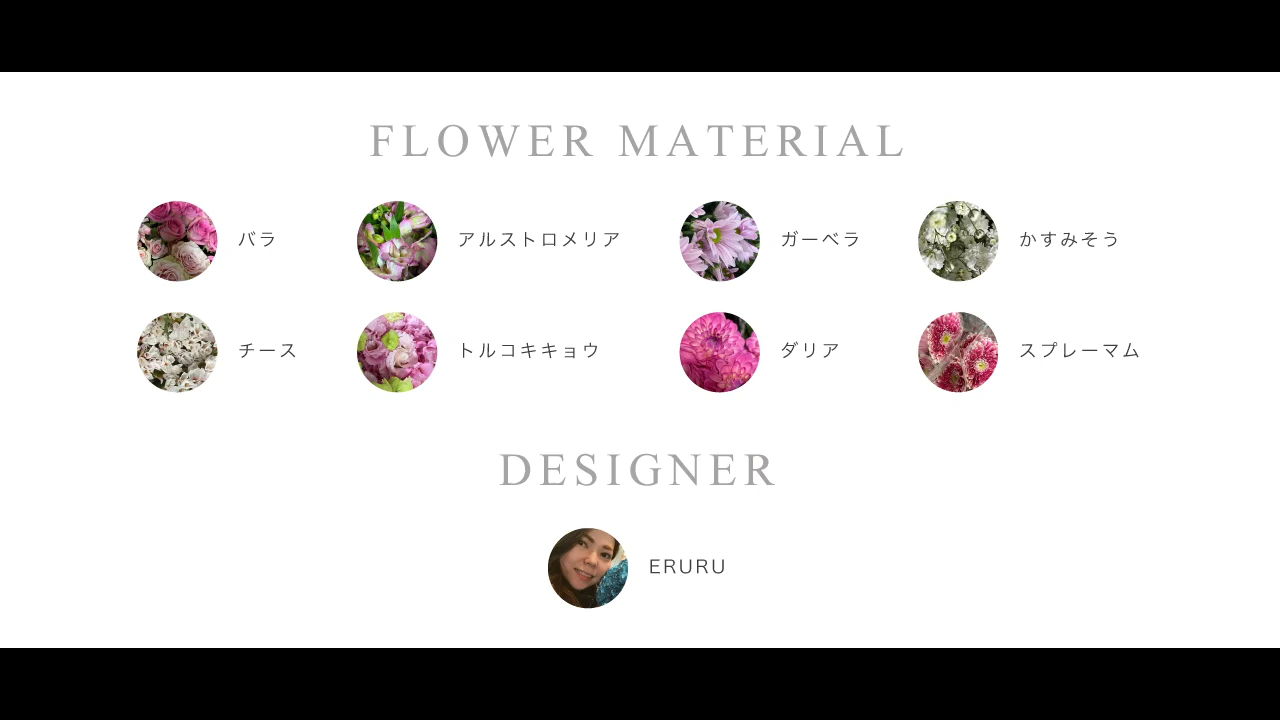 FLOWER MATERIAL
バラ アルストロメリア ガーベラ かすみそう
チース トルコキキョウ ダリア スプレーマム
DESIGNER
ERURU